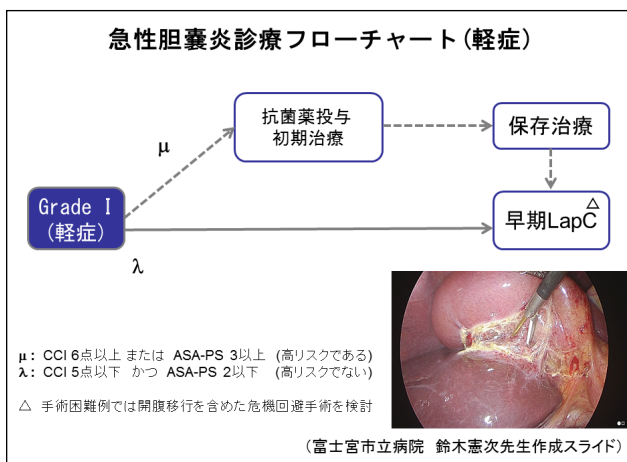 急性胆嚢炎診療フローチャート(軽症)
抗菌薬投与
初期治療
保存治療
μ
Grade Ⅰ
(軽症)
△
早期LapC
λ
μ: CCI 6点以上 または ASA-PS 3以上 (高リスクである)
λ: CCI 5点以下 かつ ASA-PS 2以下 (高リスクでない)
△ 手術困難例では開腹移行を含めた危機回避手術を検討
(富士宮市立病院 鈴木憲次先生作成スライド)